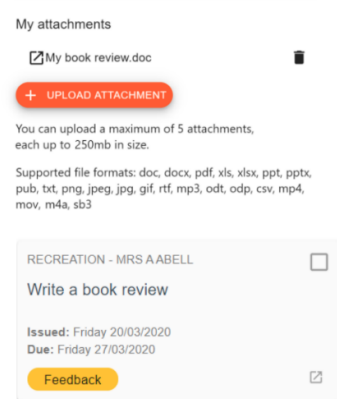 My attachments
My book review.doc
+ UPLOAD ATTACHMENT
You can upload a maximum of 5 attachments,
each up to 250mb in size.
Supported file formats: doc, docx, pdf, xls, xlsx, ppt, pptx,
pub, txt, png, jpeg, jpg, gif, rtf, mp3, odt, odp, csv, mp4,
mov, m4a, sb3
RECREATION - MRS A ABELL
Write a book review
Issued: Friday 20/03/2020
Due: Friday 27/03/2020
Feedback